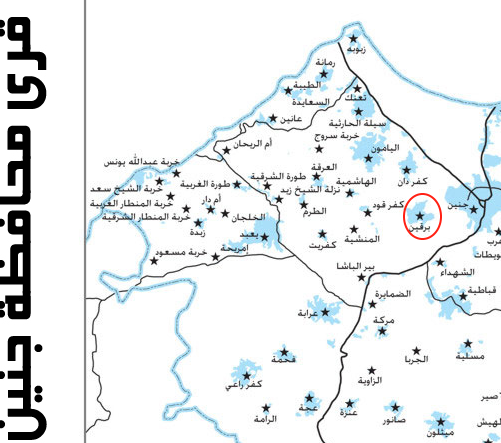 قرى محافظة جنين
زبوبه
رمانة
الطيبة
تعنك
السعايدة
سيلة الحارثية
عانين
خربة سروج
أم الريحان
اليامون
خربة عبدالله يونس
العرقة
كفر دان
طورة الشرقية
طورة الغربية
خربة الشيخ سعد
نزلة الشيخ زيد
الهاشمية
أم دار
خربة المنطار الغربية
خربة المنطار الشرقية
الخلجان
الطرم
كفر قود
جنين
برقين
زبدة
يعبد
امريحة
كفريت
المنشية
خربة مسعود
بير الباشا
الشهداء
قباطية
الضمايرة
عرابة
مركة
فحمة
الجربا
مسلية
كفر راعي
الزاوية
صير
عجة
الرامة
عنزة
صانور
ميثلون